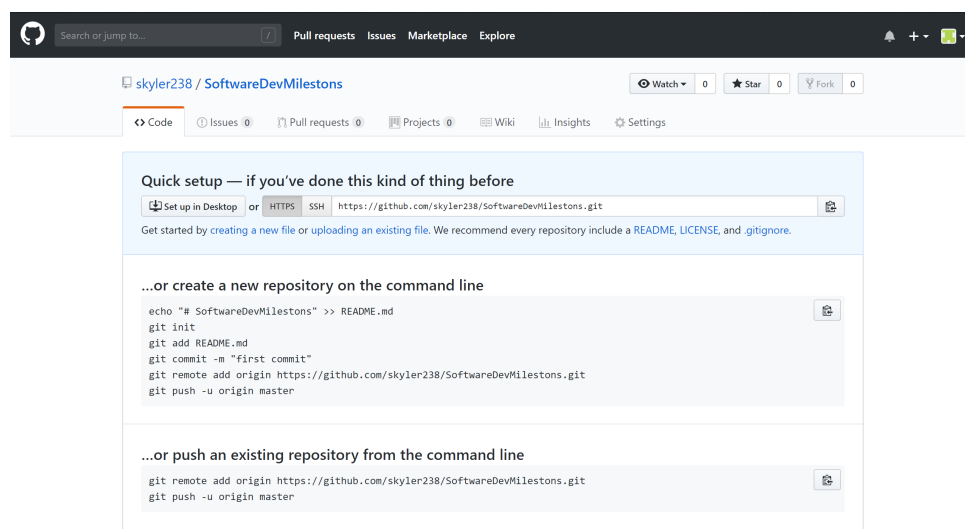 Search or jump to... / Pull requests Issues Marketplace Explore
skyler238 / SoftwareDevMilestons Watch 0 Star 0 Fork 0
Code Issues 0 Pull requests 0 Projects 0 Wiki Insights Settings
Quick setup — if you've done this kind of thing before
Set up in Desktop or HTTPS SSH https://github.com/skyler238/SoftwareDevMilestons.git
Get started by creating a new file or uploading an existing file. We recommend every repository include a README, LICENSE, and .gitignore.
...or create a new repository on the command line
echo "# SoftwareDevMilestons" >> README.md
git init
git add README.md
git commit -m "first commit"
git remote add origin https://github.com/skyler238/SoftwareDevMilestons.git
git push -u origin master
...or push an existing repository from the command line
git remote add origin https://github.com/skyler238/SoftwareDevMilestons.git
git push -u origin master